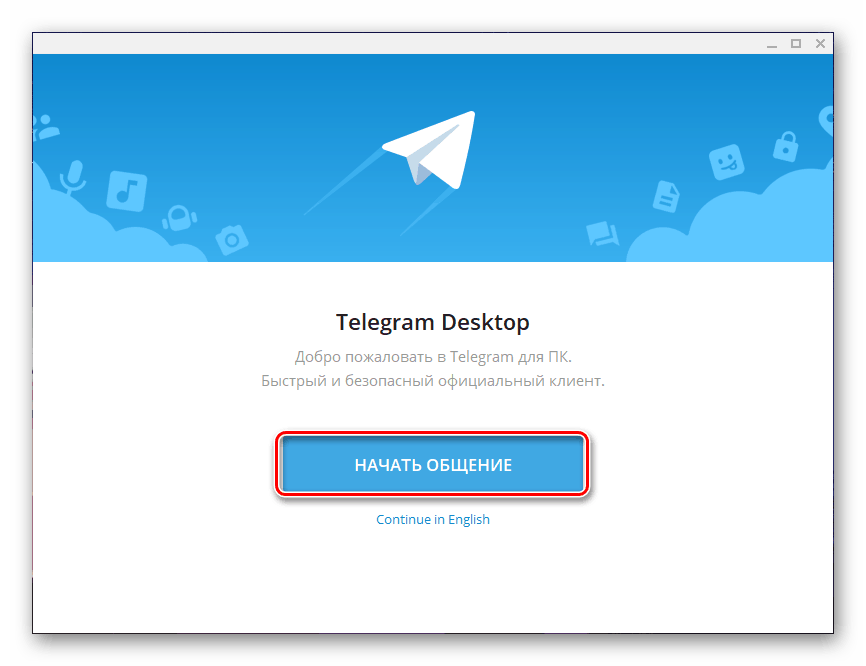 Telegram Desktop
Добро пожаловать в Telegram для ПК.
Быстрый и безопасный официальный клиент.
НАЧАТЬ ОБЩЕНИЕ
Continue in English